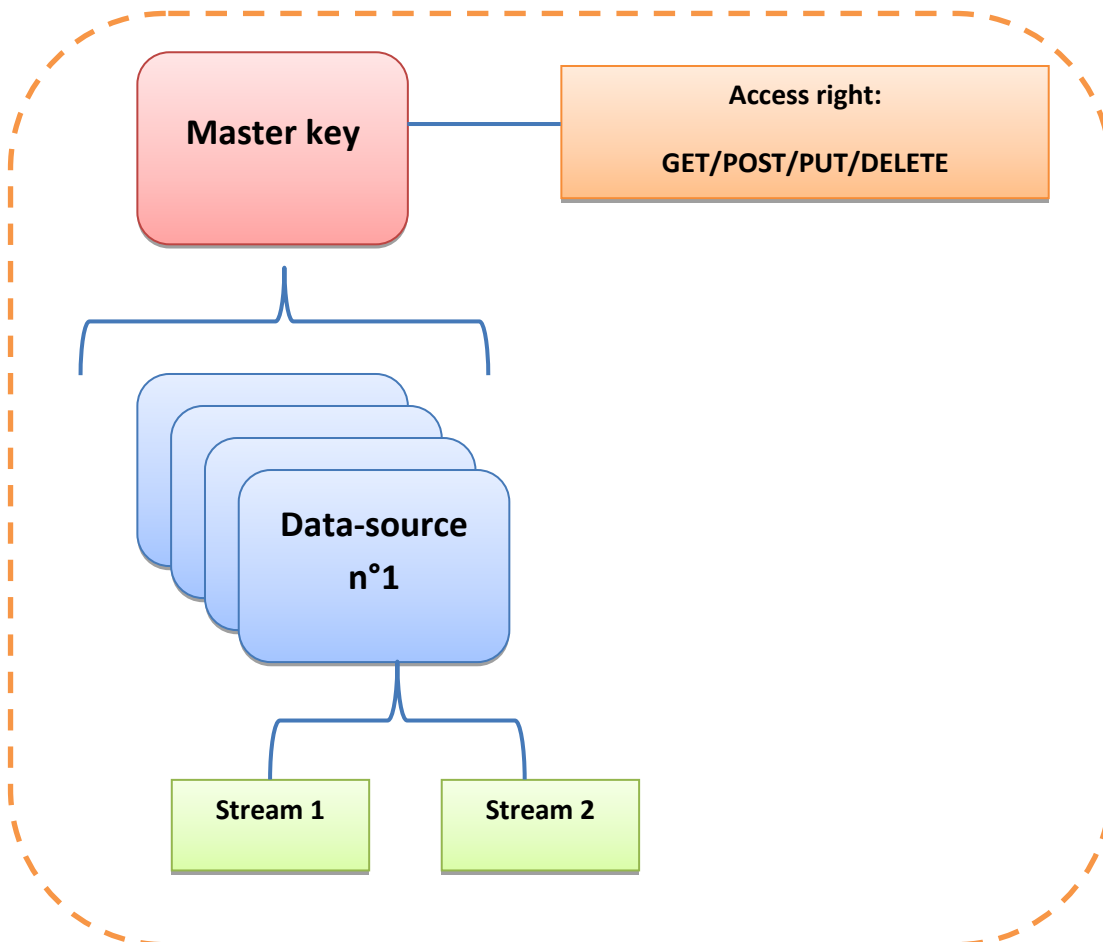 Master key
Access right:
GET/POST/PUT/DELETE
Data-source
n°1
Stream 1
Stream 2